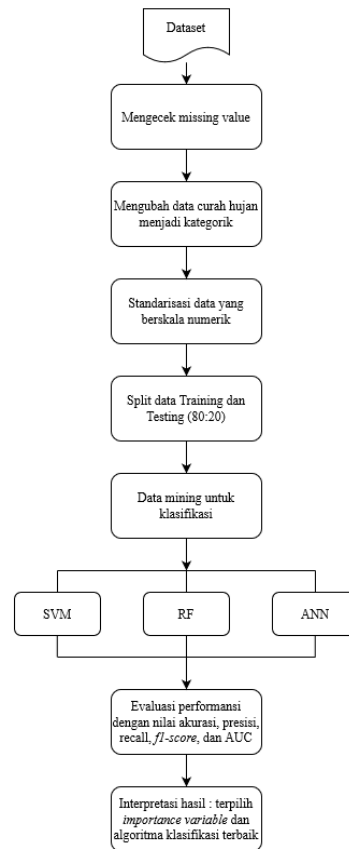 Dataset
Mengecek missing value
Mengubah data curah hujan
menjadi kategorik
Standarisasi data yang
berskala numerik
Split data Training dan
Testing (80:20)
Data mining untuk
klasifikasi
SVM
RF
ANN
Evaluasi performansi
dengan nilai akurasi, presisi,
recall, f1-score, dan AUC
Interpretasi hasil : terpilih
importance variable dan
algoritma klasifikasi terbaik